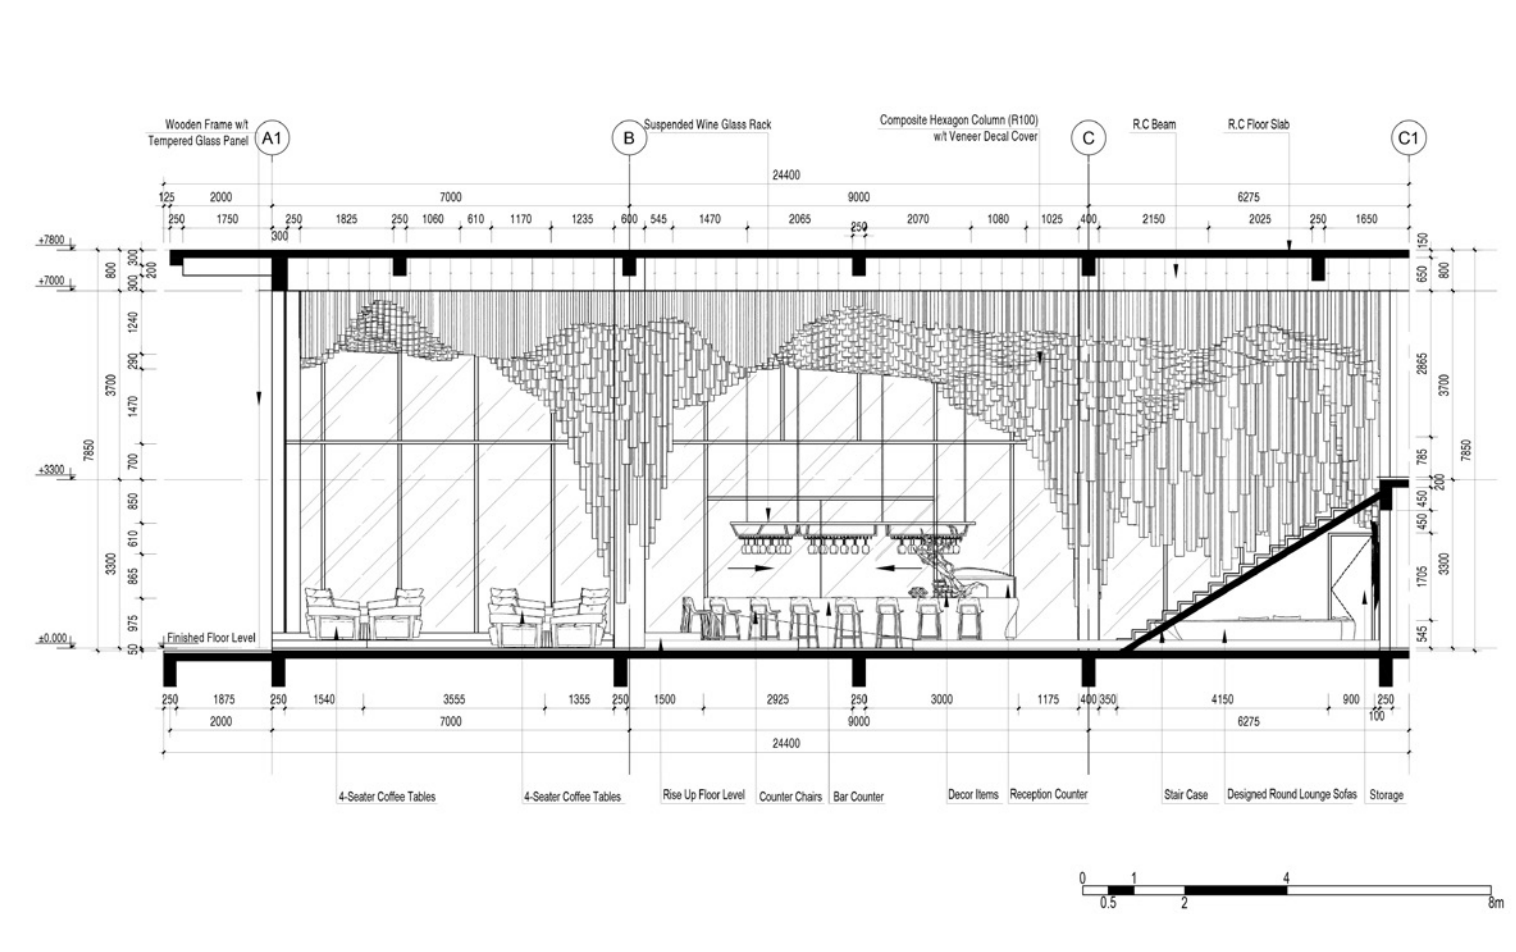 Wooden Frame w/t
Tempered Glass Panel
A1
B
Suspended Wine Glass Rack
Composite Hexagon Column (R100)
w/t Veneer Decal Cover
C
R.C Beam
R.C Floor Slab
C1
24400
125 2000 7000 9000 6275
250 1750 250 1825 250 1060 610 1170 1235 600 545 1470 2065 2070 1080 1025 400 2150 2025 250 1650
300 250
+7800
+7000
+3300
±0.000
7850
800
3700
3300
300
200
300
1240
290
1470
700
850
610
865
975
50
150
650
2865
785
200
450
450
1705
545
800
3700
3300
7850
Finished Floor Level
250 1875 250 1540 3555 1355 250 1500 2925 250 3000 1175 400 350 4150 900 250
100
2000 7000 9000 6275
24400
4-Seater Coffee Tables
4-Seater Coffee Tables
Rise Up Floor Level
Counter Chairs
Bar Counter
Decor Items
Reception Counter
Stair Case
Designed Round Lounge Sofas
Storage
0 1 4
0.5 2 8m